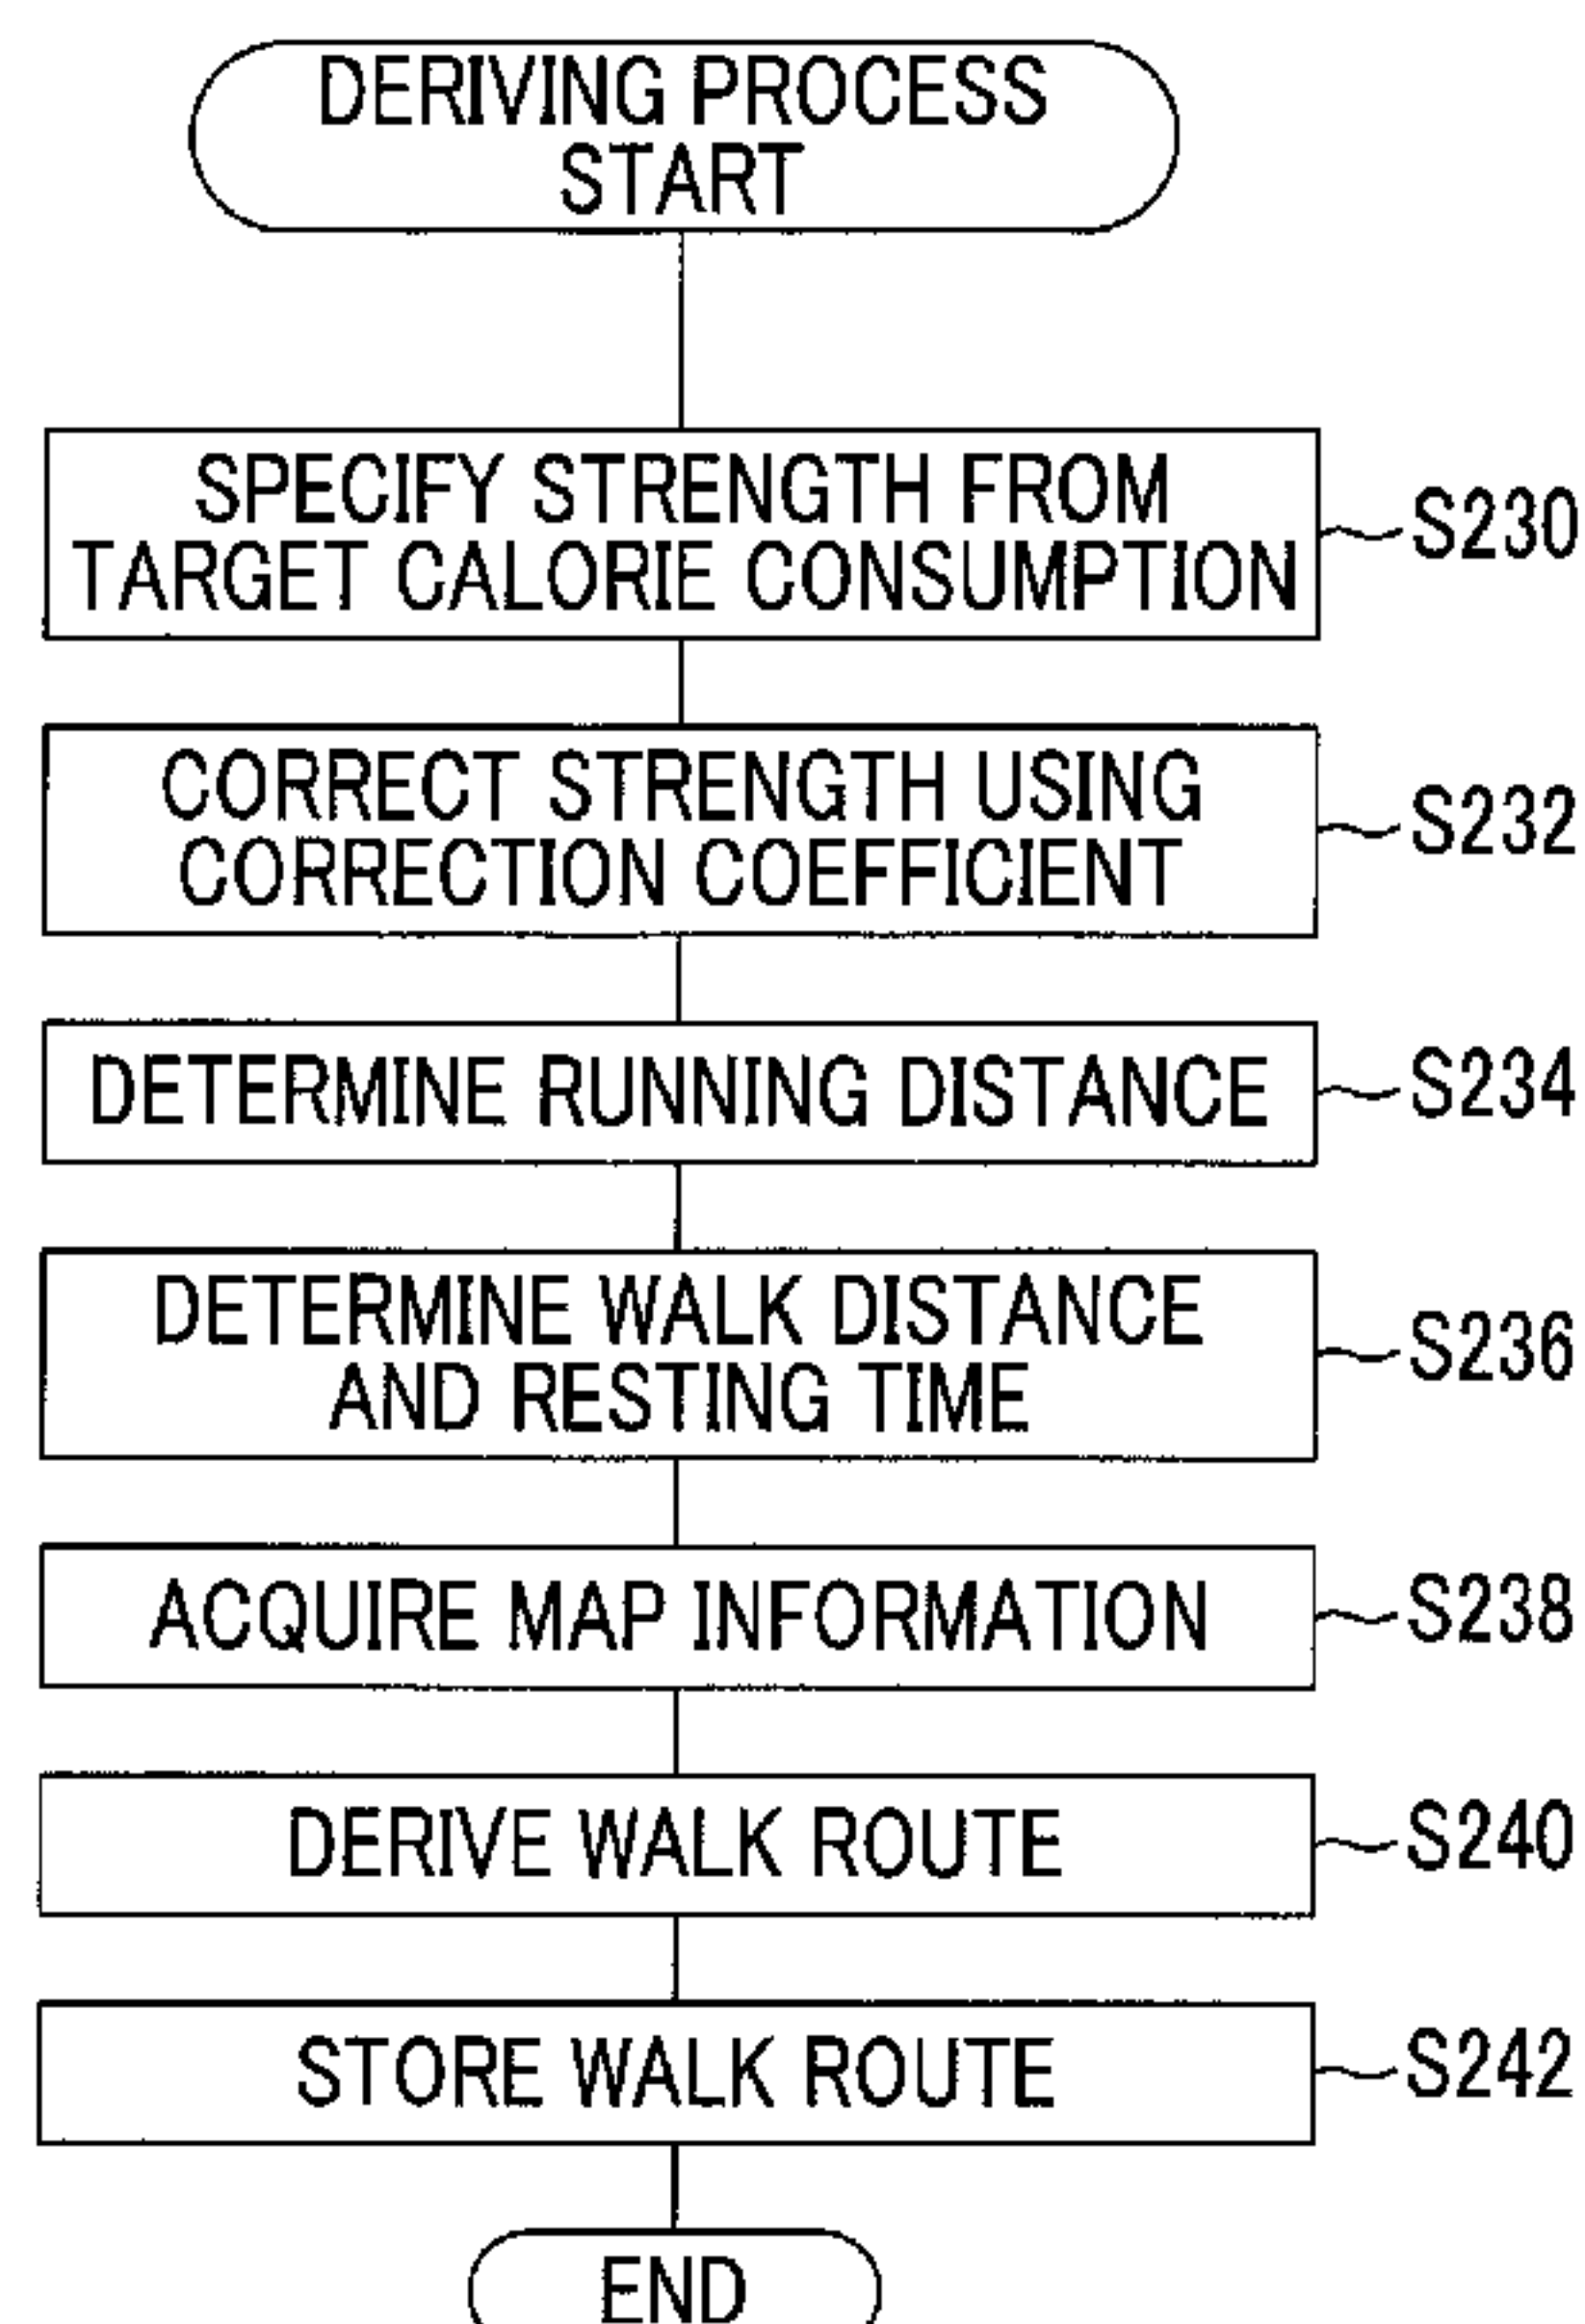 DERIVING PROCESS
START
SPECIFY STRENGTH FROM
TARGET CALORIE CONSUMPTION
S230
CORRECT STRENGTH USING
CORRECTION COEFFICIENT
S232
DETERMINE RUNNING DISTANCE
S234
DETERMINE WALK DISTANCE
AND RESTING TIME
S236
ACQUIRE MAP INFORMATION
S238
DERIVE WALK ROUTE
S240
STORE WALK ROUTE
S242
END